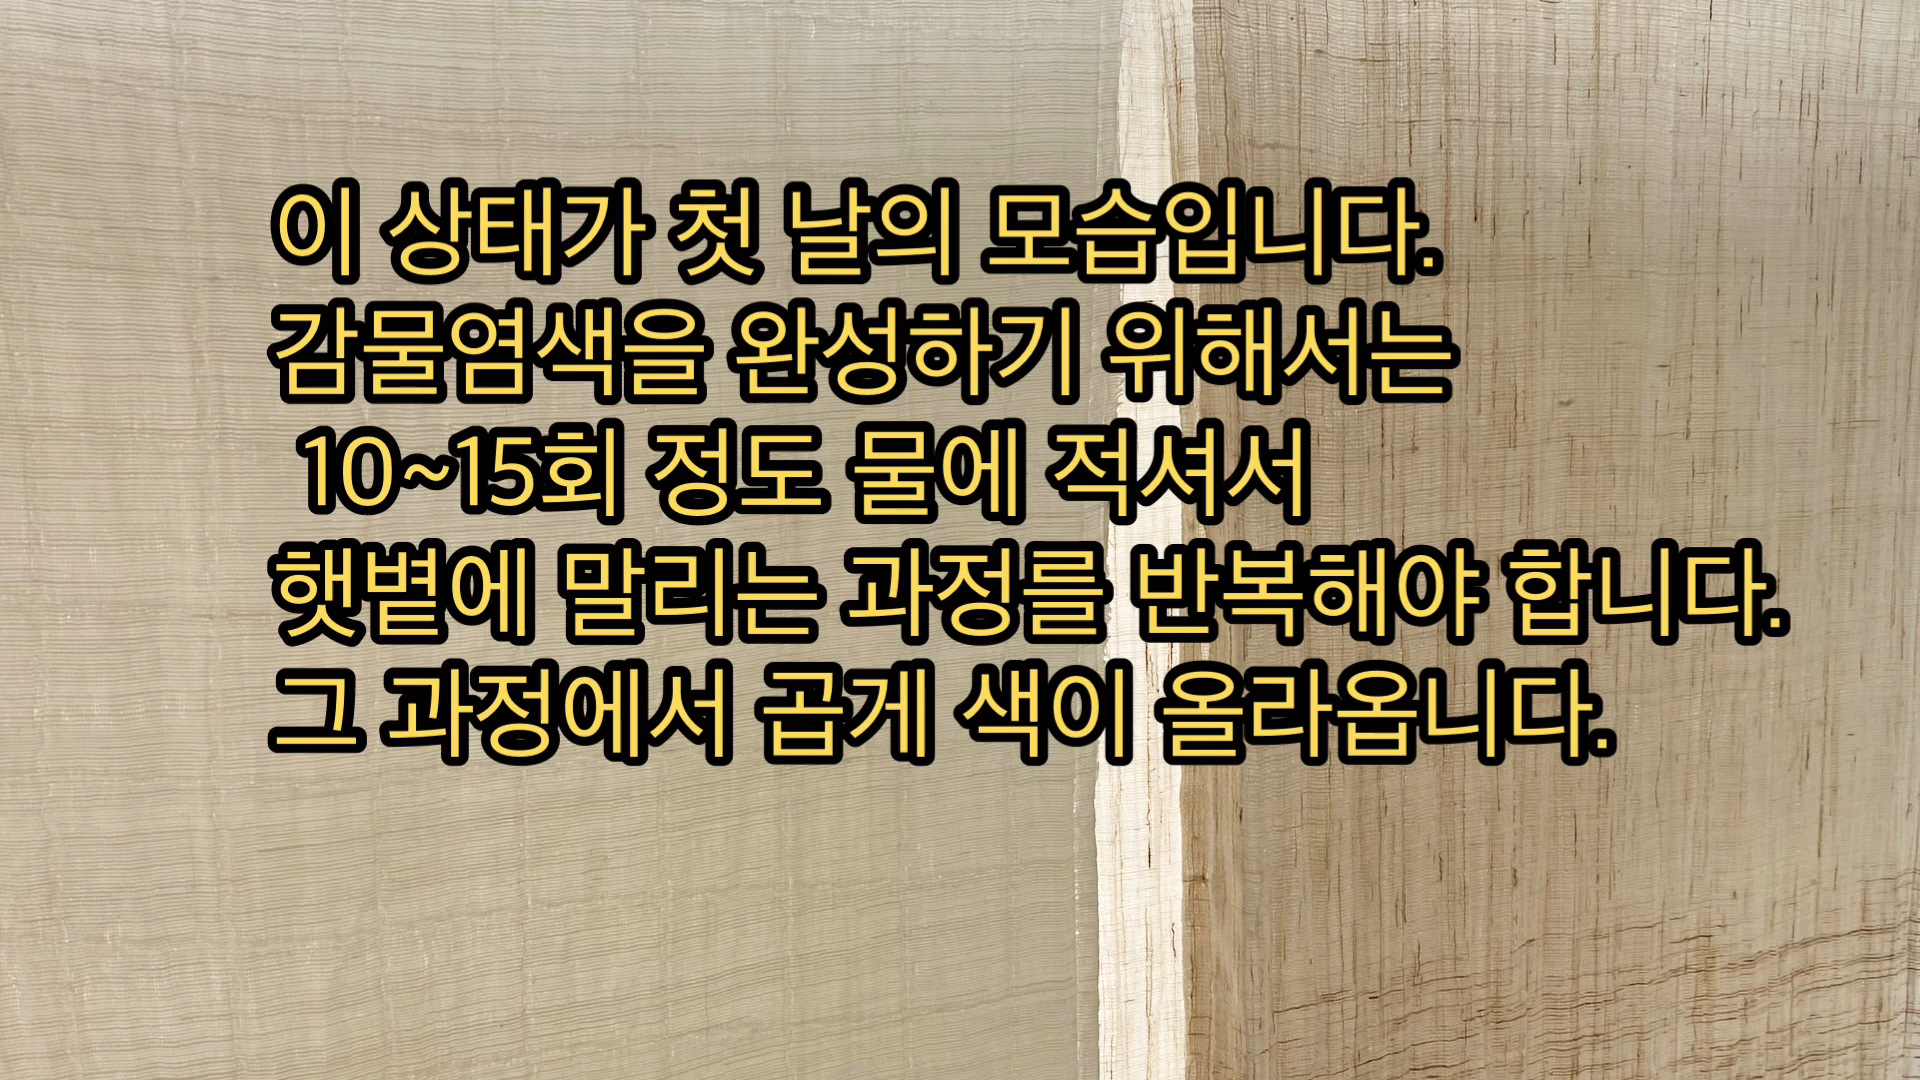 이 상태가 첫 날의 모습입니다.
감물염색을 완성하기 위해서는
10~15회 정도 물에 적셔서
햇볕에 말리는 과정를 반복해야 합니다.
그 과정에서 곱게 색이 올라옵니다.